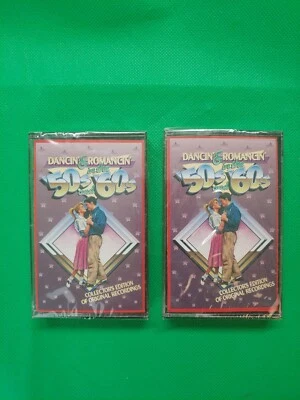 DANCIN' & ROMANCIN'
50s 60s
COLLECTOR'S EDITION
OF ORIGINAL RECORDINGS
DANCIN' & ROMANCIN'
50s 60s
COLLECTOR'S EDITION
OF ORIGINAL RECORDINGS